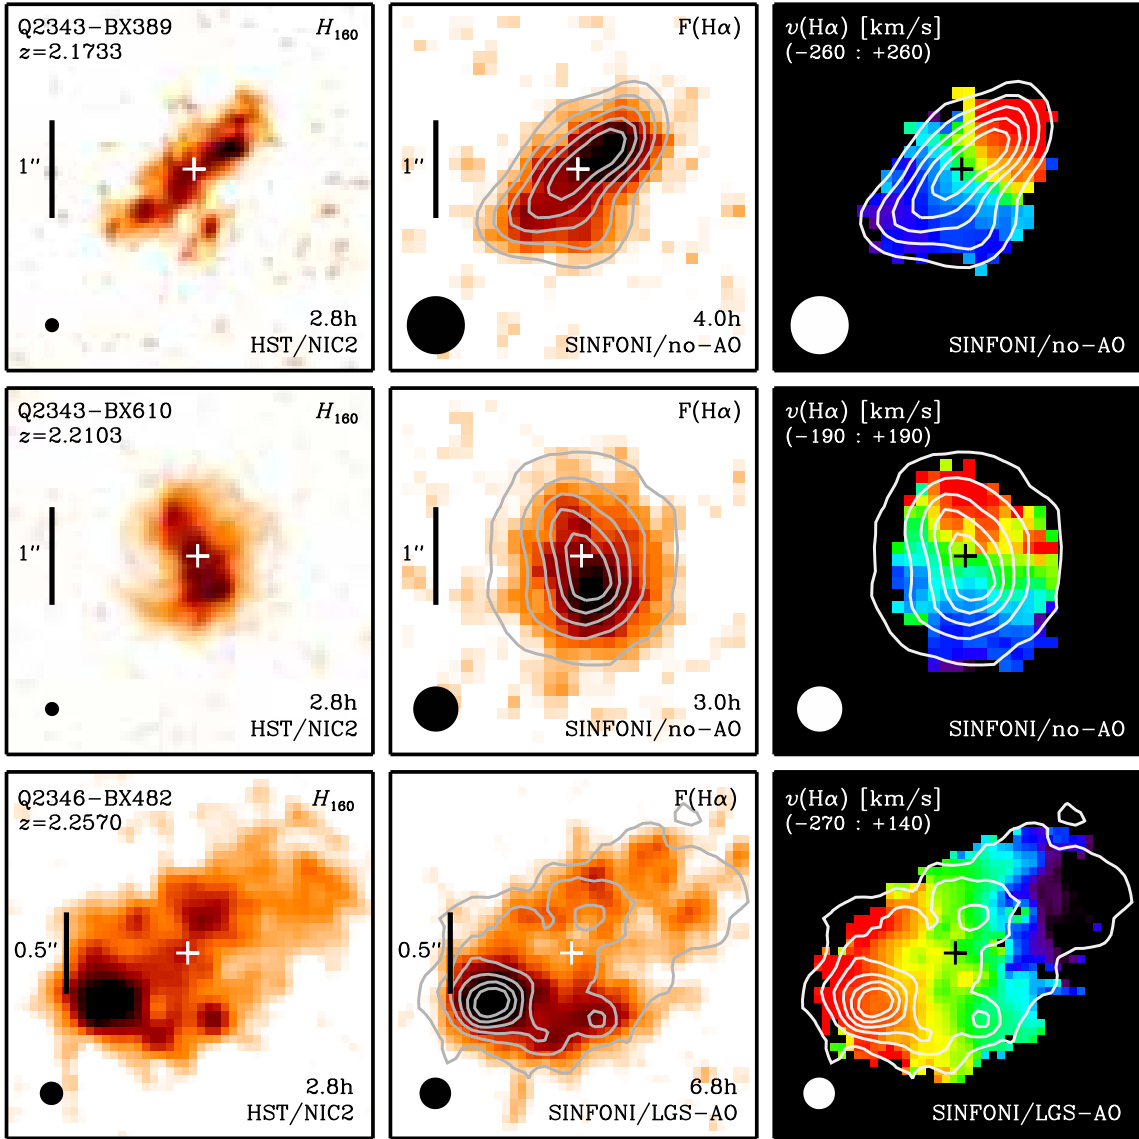 Q2343−BX389 H160
z=2.1733
1″
2.8h
HST/NIC2
F(Hα)
1″
4.0h
SINFONI/no−AO
v(Hα) [km/s]
(−260 : +260)
SINFONI/no−AO
Q2343−BX610 H160
z=2.2103
1″
2.8h
HST/NIC2
F(Hα)
1″
3.0h
SINFONI/no−AO
v(Hα) [km/s]
(−190 : +190)
SINFONI/no−AO
Q2346−BX482 H160
z=2.2570
0.5″
2.8h
HST/NIC2
F(Hα)
0.5″
6.8h
SINFONI/LGS−AO
v(Hα) [km/s]
(−270 : +140)
SINFONI/LGS−AO